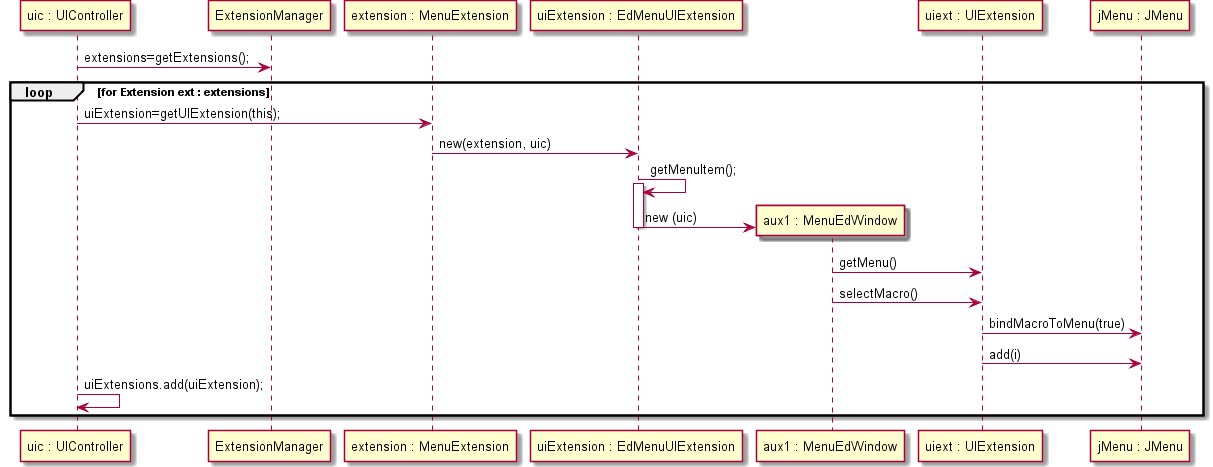 uic : UIController
ExtensionManager
extension : MenuExtension
uiExtension : EdMenuUIExtension
uiext : UIExtension
jMenu : JMenu
extensions=getExtensions();
loop
[for Extension ext : extensions]
uiExtension=getUIExtension(this);
new(extension, uic)
getMenuItem();
new (uic)
aux1 : MenuEdWindow
getMenu()
selectMacro()
bindMacroToMenu(true)
add(i)
uiExtensions.add(uiExtension);
uic : UIController
ExtensionManager
extension : MenuExtension
uiExtension : EdMenuUIExtension
aux1 : MenuEdWindow
uiext : UIExtension
jMenu : JMenu